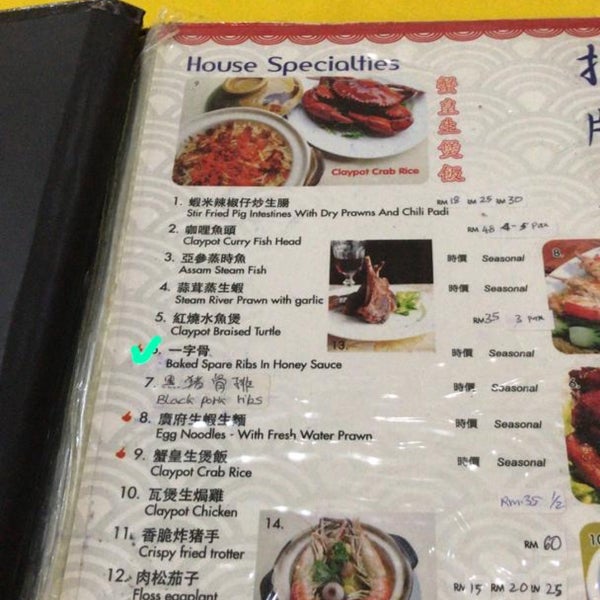 House Specialties
9
蟹皇生煲飯
Claypot Crab Rice
1. 蝦米辣椒仔炒生腸 RM 18 LM 25 LM 30
Stir Fried Pig Intestines With Dry Prawns And Chili Padi
2. 咖哩魚頭 RM 48 4-5 Pax
Claypot Curry Fish Head
3. 亞參蒸時魚 時價 Seasonal
Assam Steam Fish
4. 蒜茸蒸生蝦 時價 Seasonal
Steam River Prawn with garlic
5. 紅燒水魚煲 RM35 3 pax
Claypot Braised Turtle
6. 一字骨 時價 Seasonal
Baked Spare Ribs In Honey Sauce
7. 黑豬骨排 時價 Seasonal
Black pork ribs
8. 廣府生蝦生麵 時價 Seasonal
Egg Noodles - With Fresh Water Prawn
9. 蟹皇生煲飯 時價 Seasonal
Claypot Crab Rice
10. 瓦煲生焗雞 RM 35 1/2
Claypot Chicken
11. 香脆炸猪手 RM 60
Crispy fried trotter
12. 肉松茄子 RM 15 RM 20 LM 25
Floss eggplant
13.
14.
8.
10